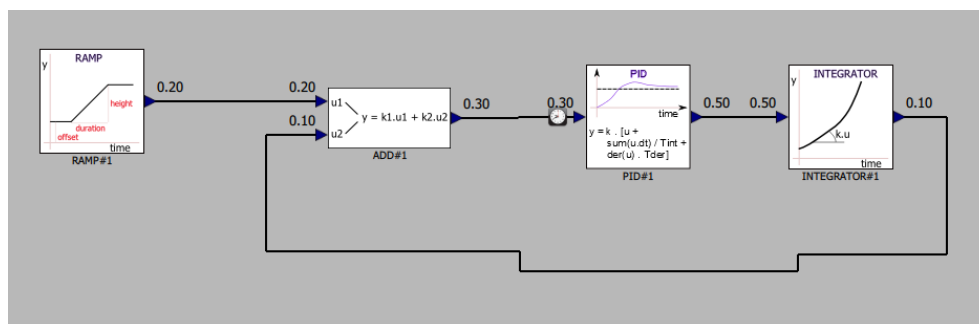 RAMP
y
height
duration
offset
time
RAMP#1
0.20
0.20
0.10
u1
u2
y = k1.u1 + k2.u2
ADD#1
0.30
0.30
PID
time
y = k . [u +
sum(u.dt) / Tint +
der(u) . Tder]
PID#1
0.50
0.50
INTEGRATOR
y
k.u
time
INTEGRATOR#1
0.10